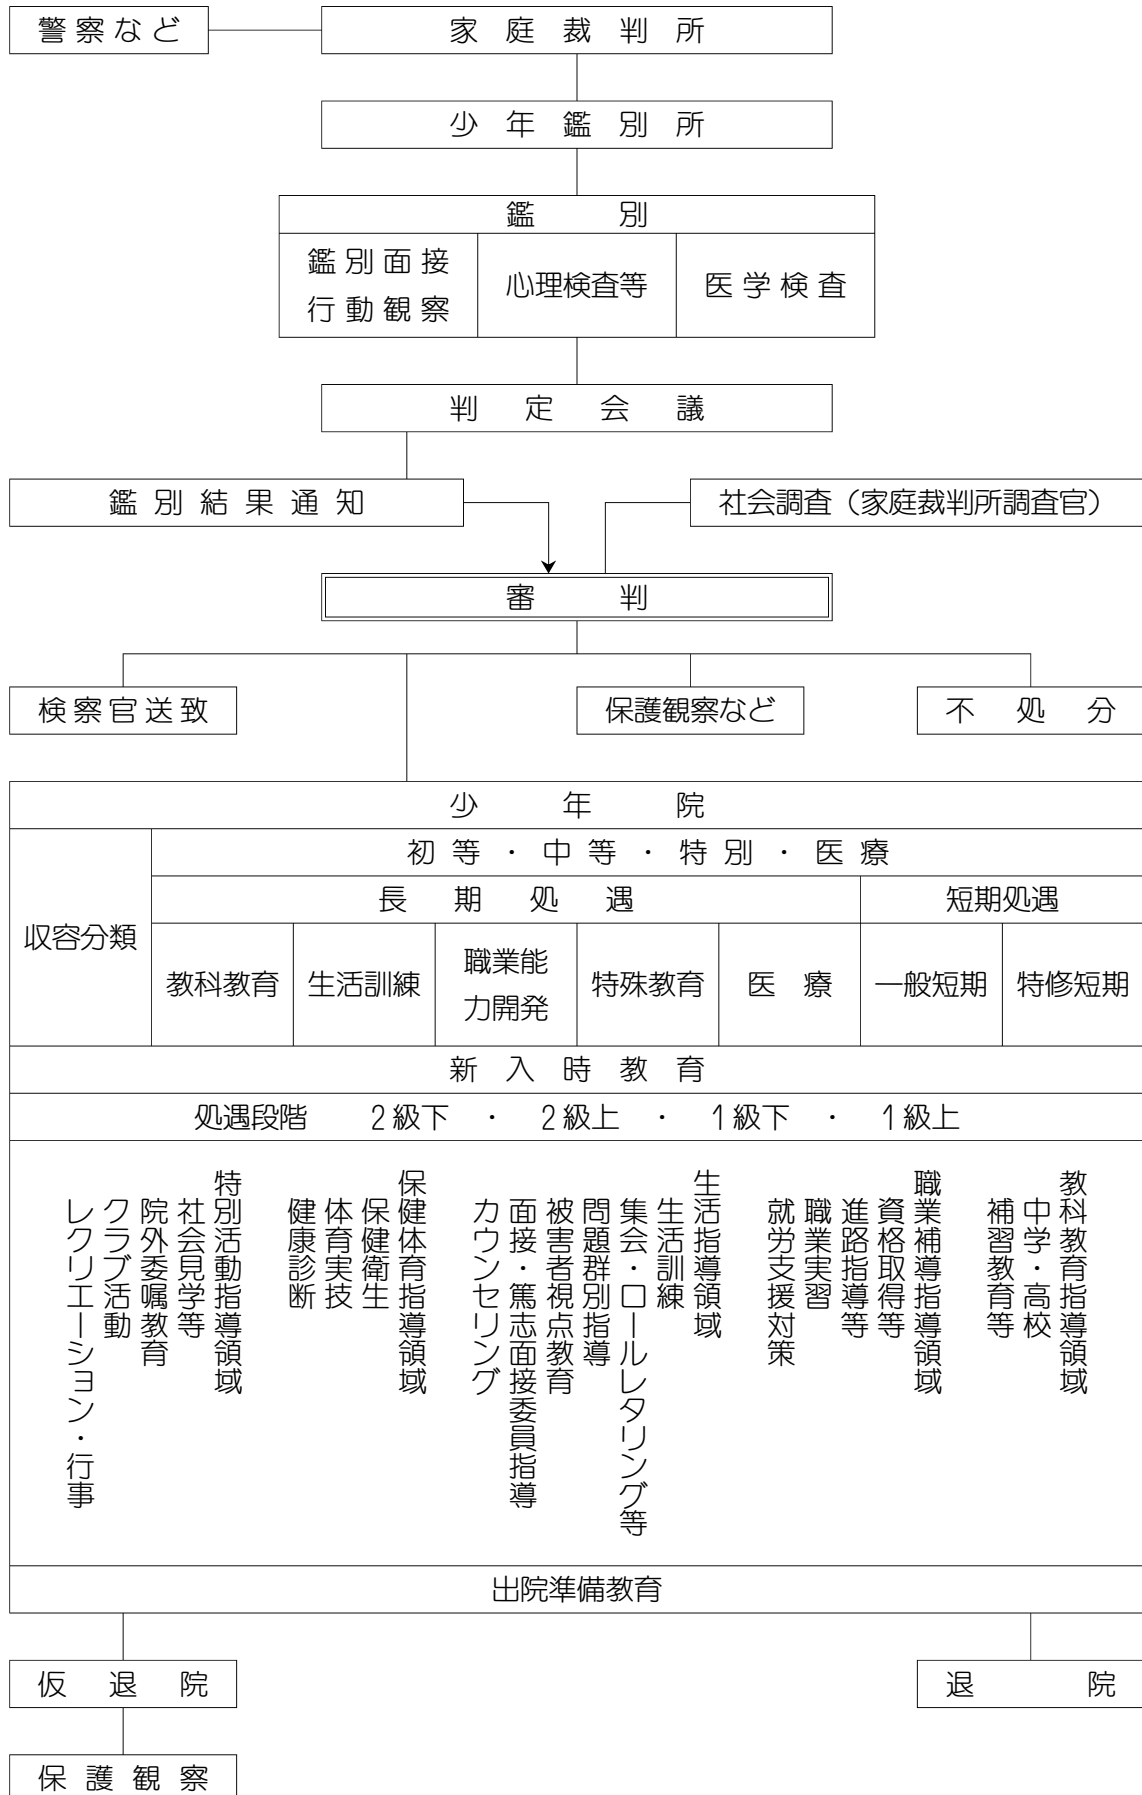 警察など
家庭裁判所
少年鑑別所
鑑別
鑑別面接
行動観察
心理検査等
医学検査
判定会議
鑑別結果通知
社会調査（家庭裁判所調査官）
審判
検察官送致
保護観察など
不処分
少年院
収容分類
初等・中等・特別・医療
長期処遇
短期処遇
教科教育
生活訓練
職業能
力開発
特殊教育
医療
一般短期
特修短期
新入時教育
処遇段階 2級下・2級上・1級下・1級上
教科教育指導領域
中学・高校
補習教育等
職業補導指導領域
資格取得等
進路指導等
職業実習
就労支援対策
生活指導領域
生活訓練
集会・ロールレタリング等
問題群別指導
被害者視点教育
面接・篤志面接委員指導
カウンセリング
保健体育指導領域
保健衛生
体育実技
健康診断
特別活動指導領域
社会見学等
院外委嘱教育
クラブ活動
レクリエーション・行事
出院準備教育
仮退院
退院
保護観察